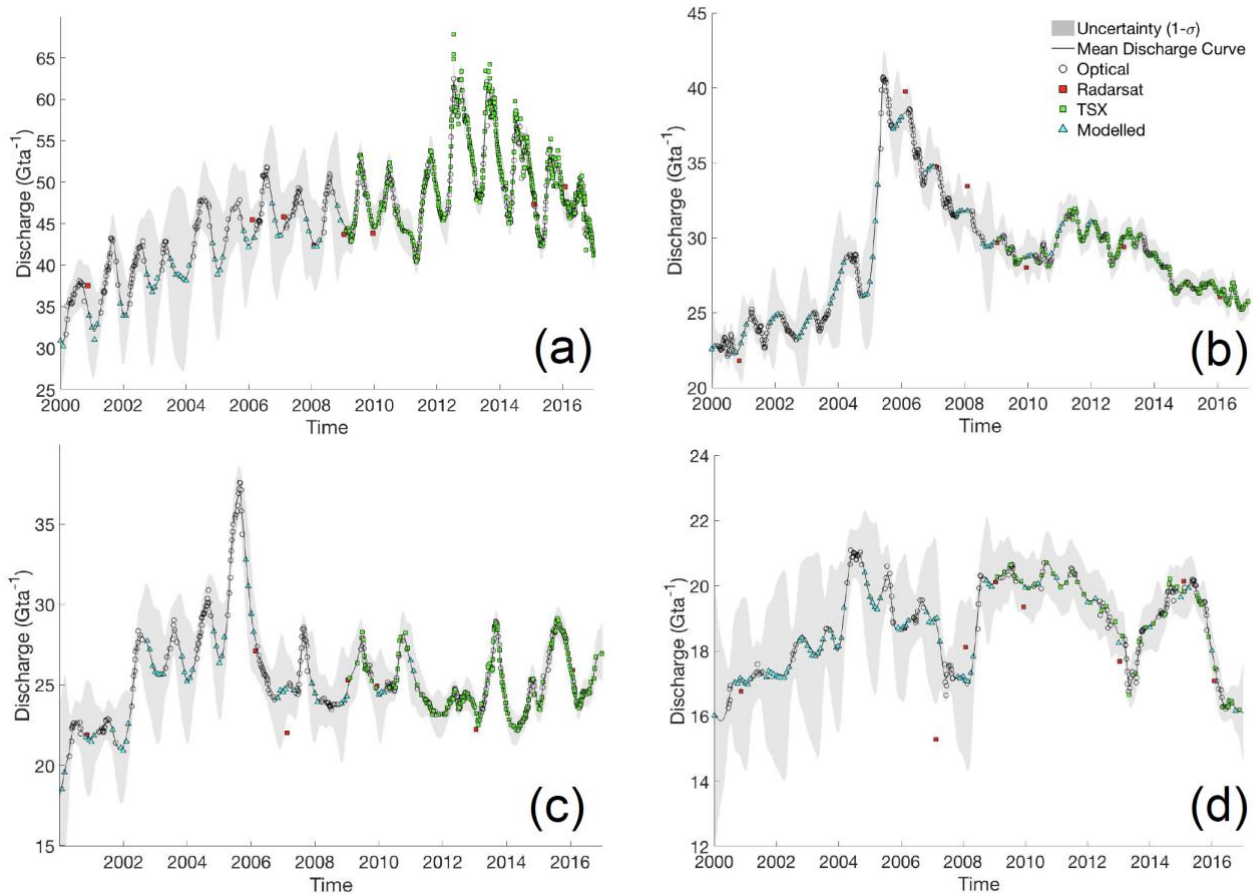 65
60
55
50
45
40
35
30
25
Discharge (Gta⁻¹)
2000 2002 2004 2006 2008 2010 2012 2014 2016
Time
(a)
45
40
35
30
25
20
Discharge (Gta⁻¹)
2000 2002 2004 2006 2008 2010 2012 2014 2016
Time
(b)
Uncertainty (1-σ)
Mean Discharge Curve
Optical
Radarsat
TSX
Modelled
35
30
25
20
15
Discharge (Gta⁻¹)
2002 2004 2006 2008 2010 2012 2014 2016
Time
(c)
24
22
20
18
16
14
12
Discharge (Gta⁻¹)
2000 2002 2004 2006 2008 2010 2012 2014 2016
Time
(d)